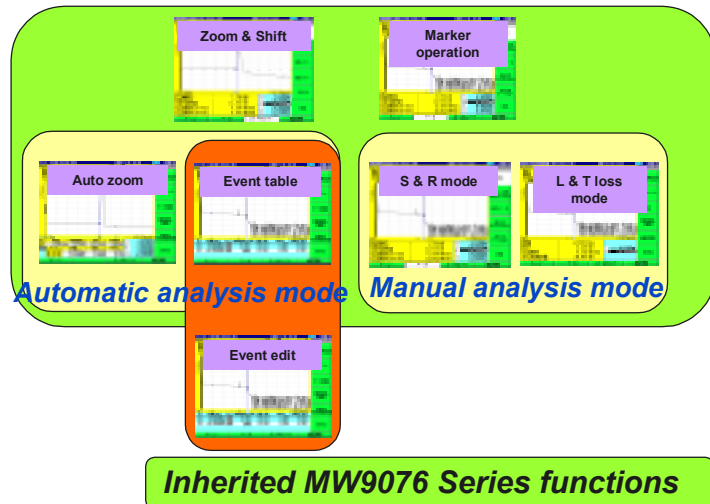 Zoom & Shift
Marker
operation
Auto zoom
Event table
S & R mode
L & T loss
mode
Automatic analysis mode
Manual analysis mode
Event edit
Inherited MW9076 Series functions